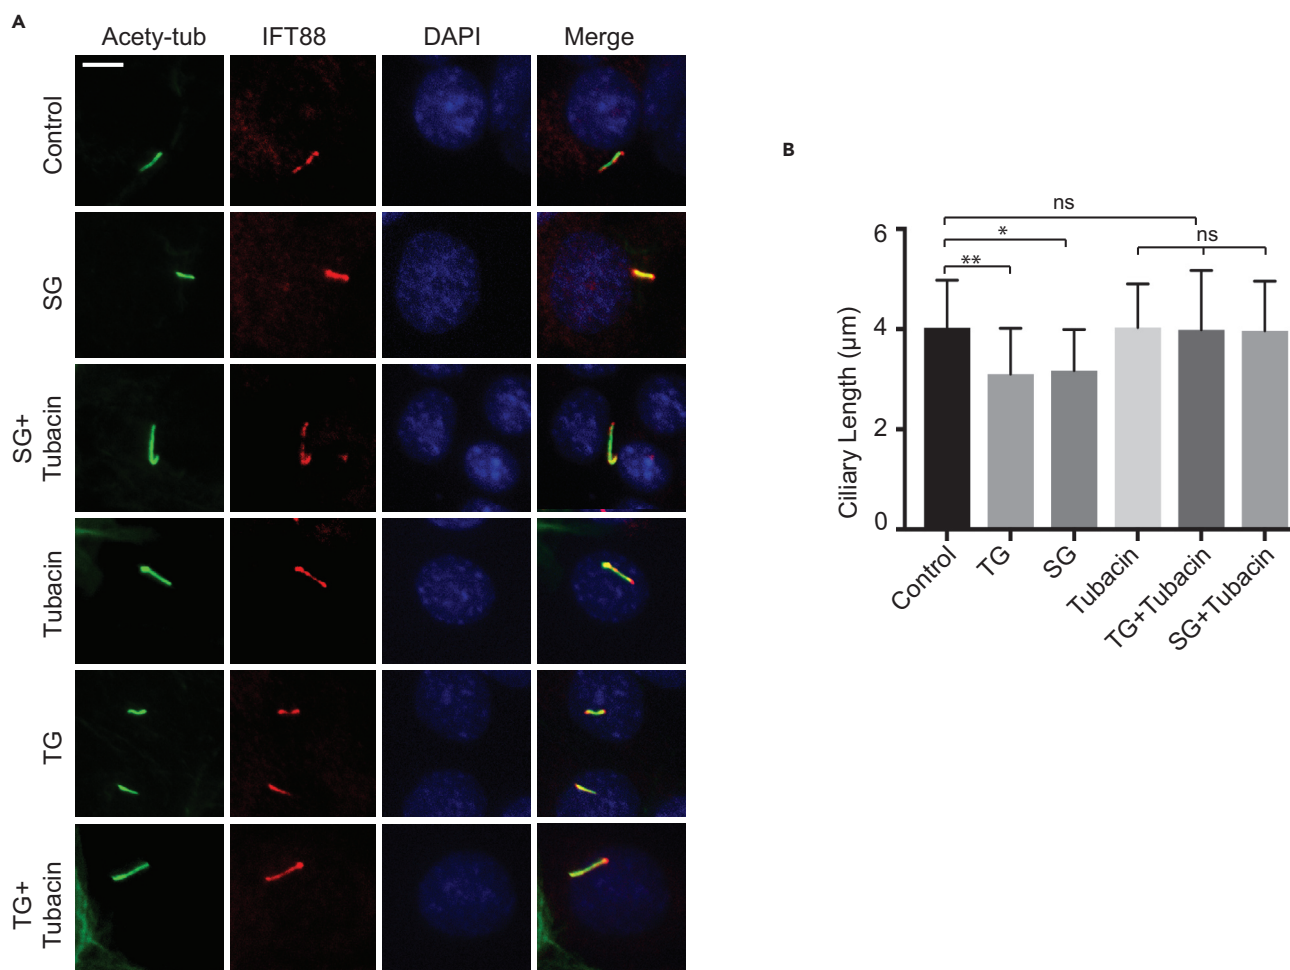 A
Acety-tub IFT88 DAPI Merge
Control
SG
SG+
Tubacin
Tubacin
TG
TG+
Tubacin
B
ns
* ns
**
6
4
2
0
Ciliary Length (µm)
Control TG SG Tubacin TG+Tubacin SG+Tubacin